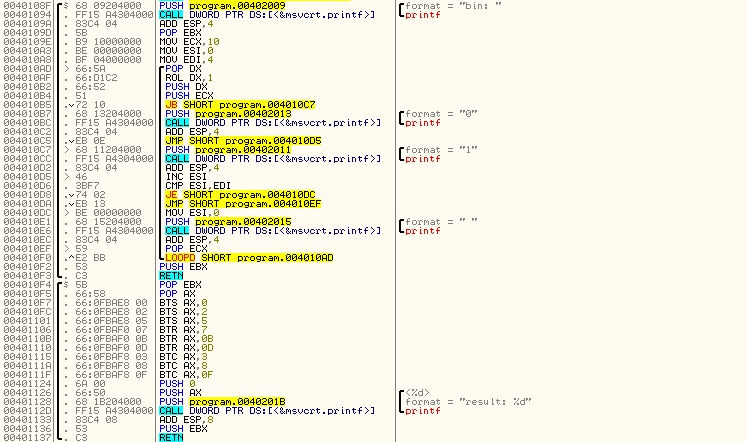 0040108F $ 68 09204000 PUSH program.00402009 format = "bin: "
00401094 . FF15 A4304000 CALL DWORD PTR DS:[<&msvcrt.printf>] printf
0040109A . 83C4 04 ADD ESP,4
0040109D . 5B POP EBX
0040109E . B9 10000000 MOV ECX,10
004010A3 . BE 00000000 MOV ESI,0
004010A8 . BF 04000000 MOV EDI,4
004010AD > 66:5A POP DX
004010AF . 66:D1C2 ROL DX,1
004010B2 . 66:52 PUSH DX
004010B4 . 51 PUSH ECX
004010B5 . 72 10 JB SHORT program.004010C7
004010B7 . 68 13204000 PUSH program.00402013 format = "0"
004010BC . FF15 A4304000 CALL DWORD PTR DS:[<&msvcrt.printf>] printf
004010C2 . 83C4 04 ADD ESP,4
004010C5 . EB 0E JMP SHORT program.004010D5
004010C7 > 68 11204000 PUSH program.00402011 format = "1"
004010CC . FF15 A4304000 CALL DWORD PTR DS:[<&msvcrt.printf>] printf
004010D2 . 83C4 04 ADD ESP,4
004010D5 > 46 INC ESI
004010D6 . 3BF7 CMP ESI,EDI
004010D8 . 74 02 JE SHORT program.004010DC
004010DA . EB 13 JMP SHORT program.004010EF
004010DC > BE 00000000 MOV ESI,0
004010E1 . 68 15204000 PUSH program.00402015 format = " "
004010E6 . FF15 A4304000 CALL DWORD PTR DS:[<&msvcrt.printf>] printf
004010EC . 83C4 04 ADD ESP,4
004010EF > 59 POP ECX
004010F0 .^ E2 BB LOOPD SHORT program.004010AD
004010F2 . 53 PUSH EBX
004010F3 . C3 RETN
004010F4 $ 5B POP EBX
004010F5 . 66:58 POP AX
004010F7 . 66:0FBAE8 00 BTS AX,0
004010FC . 66:0FBAE8 02 BTS AX,2
00401101 . 66:0FBAE8 05 BTS AX,5
00401106 . 66:0FBAF0 07 BTR AX,7
0040110B . 66:0FBAF0 0B BTR AX,0B
00401110 . 66:0FBAF0 0D BTR AX,0D
00401115 . 66:0FBAF8 03 BTC AX,3
0040111A . 66:0FBAF8 08 BTC AX,8
0040111F . 66:0FBAF8 0F BTC AX,0F
00401124 . 6A 00 PUSH 0
00401126 . 66:50 PUSH AX <%d>
00401128 . 68 1B204000 PUSH program.0040201B format = "result: %d"
0040112D . FF15 A4304000 CALL DWORD PTR DS:[<&msvcrt.printf>] printf
00401133 . 83C4 08 ADD ESP,8
00401136 . 53 PUSH EBX
00401137 . C3 RETN